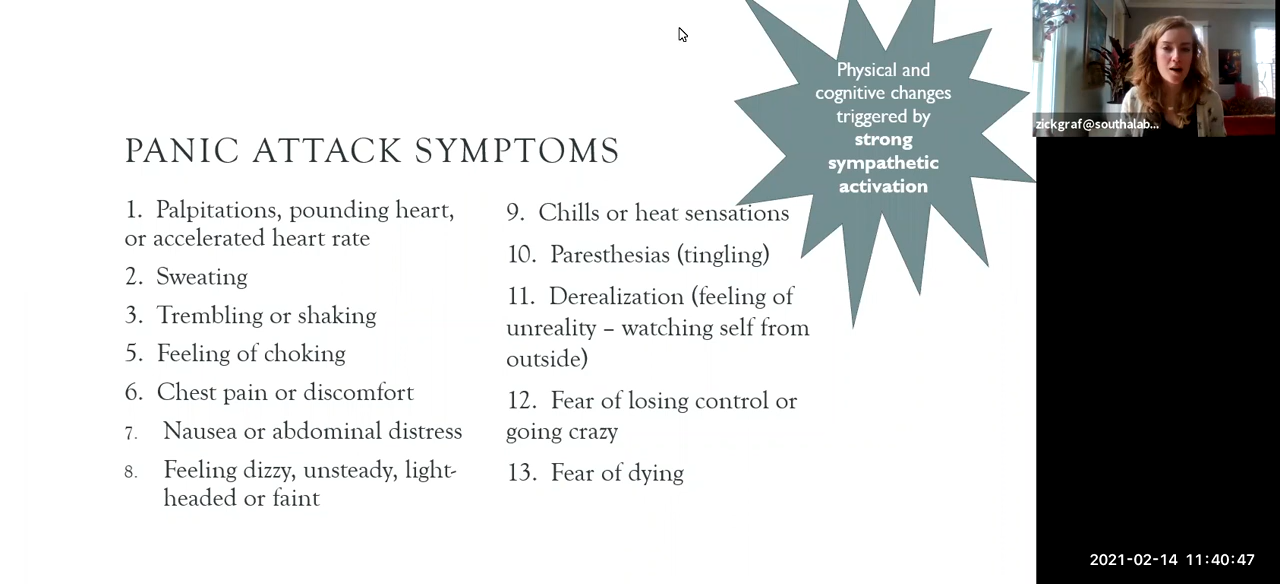 Physical and
cognitive changes
triggered by
strong
sympathetic
activation
zickgraf@southalab...
PANIC ATTACK SYMPTOMS
1. Palpitations, pounding heart,
or accelerated heart rate
2. Sweating
3. Trembling or shaking
5. Feeling of choking
6. Chest pain or discomfort
7. Nausea or abdominal distress
8. Feeling dizzy, unsteady, light-
headed or faint
9. Chills or heat sensations
10. Paresthesias (tingling)
11. Derealization (feeling of
unreality – watching self from
outside)
12. Fear of losing control or
going crazy
13. Fear of dying
2021-02-14 11:40:47